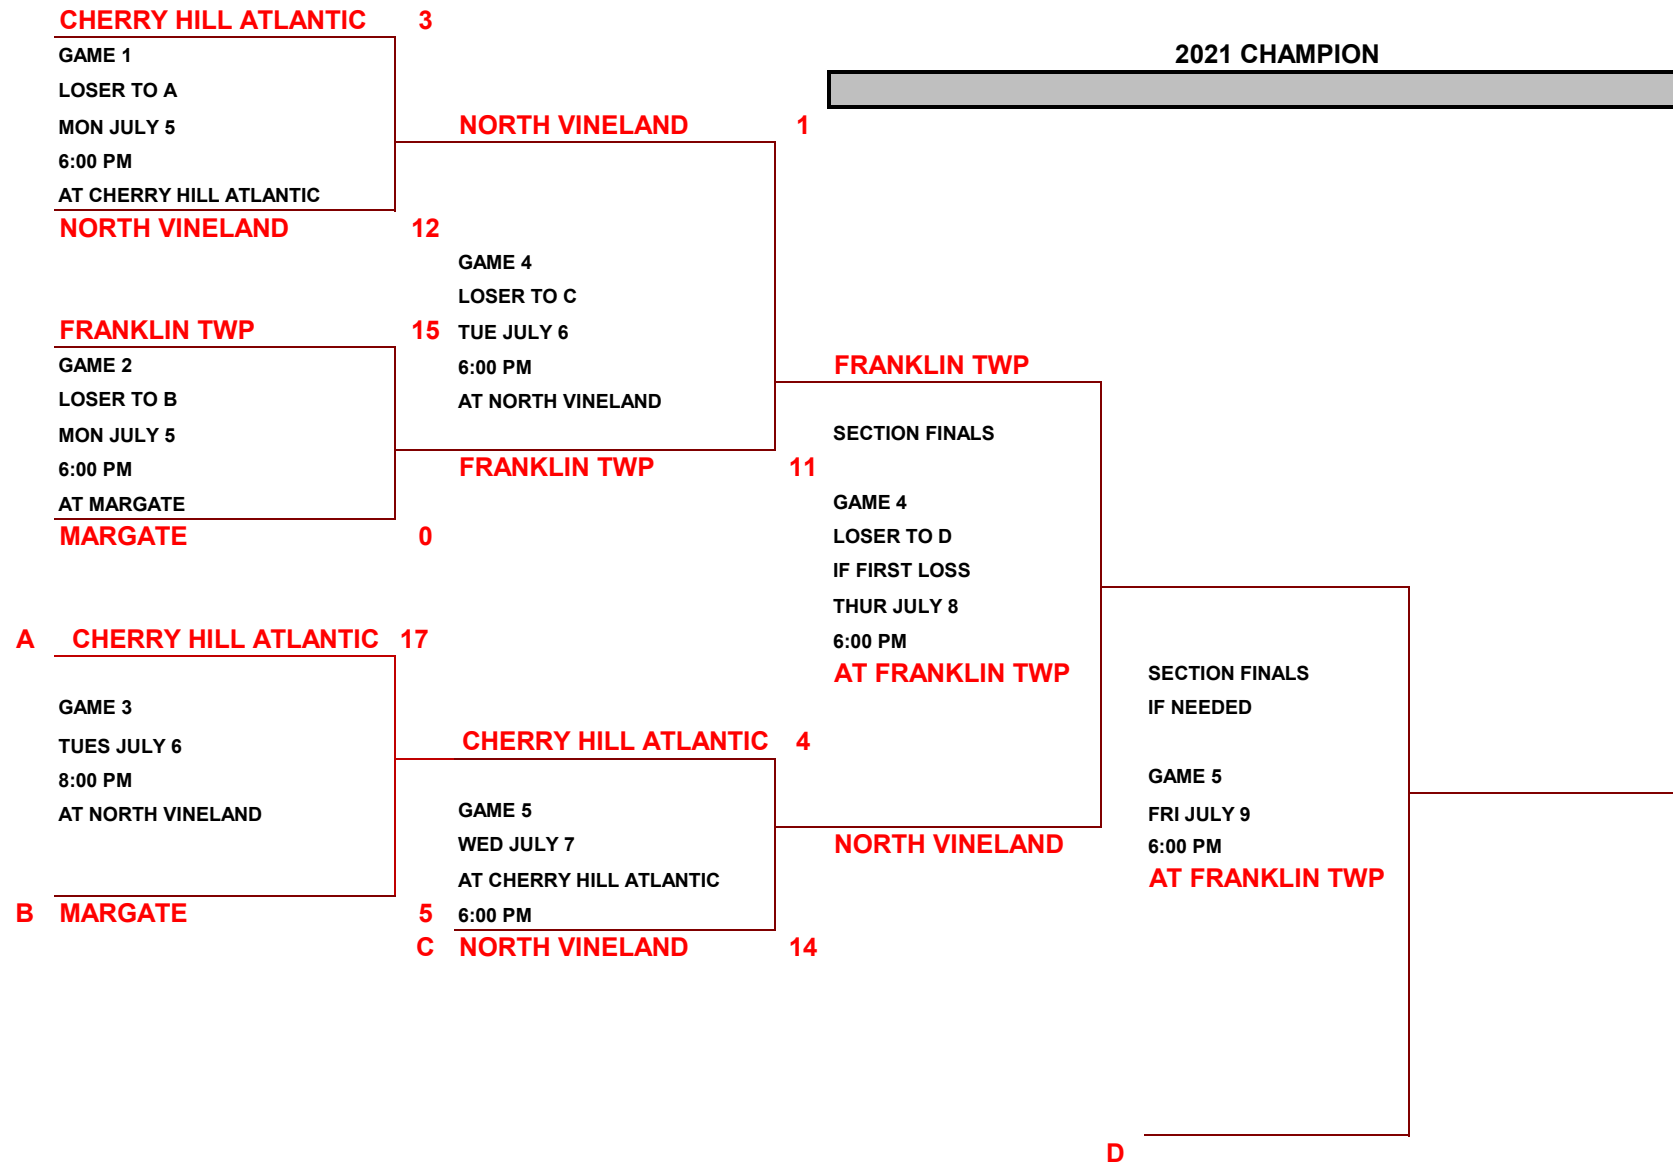 CHERRY HILL ATLANTIC 3
GAME 1
LOSER TO A
MON JULY 5
6:00 PM
AT CHERRY HILL ATLANTIC
NORTH VINELAND 12
FRANKLIN TWP 15
GAME 2
LOSER TO B
MON JULY 5
6:00 PM
AT MARGATE
MARGATE 0
A CHERRY HILL ATLANTIC 17
GAME 3
TUES JULY 6
8:00 PM
AT NORTH VINELAND
B MARGATE 5
NORTH VINELAND 1
GAME 4
LOSER TO C
TUE JULY 6
6:00 PM
AT NORTH VINELAND
FRANKLIN TWP 11
CHERRY HILL ATLANTIC 4
GAME 5
WED JULY 7
AT CHERRY HILL ATLANTIC
6:00 PM
C NORTH VINELAND 14
2021 CHAMPION
FRANKLIN TWP
SECTION FINALS
GAME 4
LOSER TO D
IF FIRST LOSS
THUR JULY 8
6:00 PM
AT FRANKLIN TWP
NORTH VINELAND
SECTION FINALS
IF NEEDED
GAME 5
FRI JULY 9
6:00 PM
AT FRANKLIN TWP
D